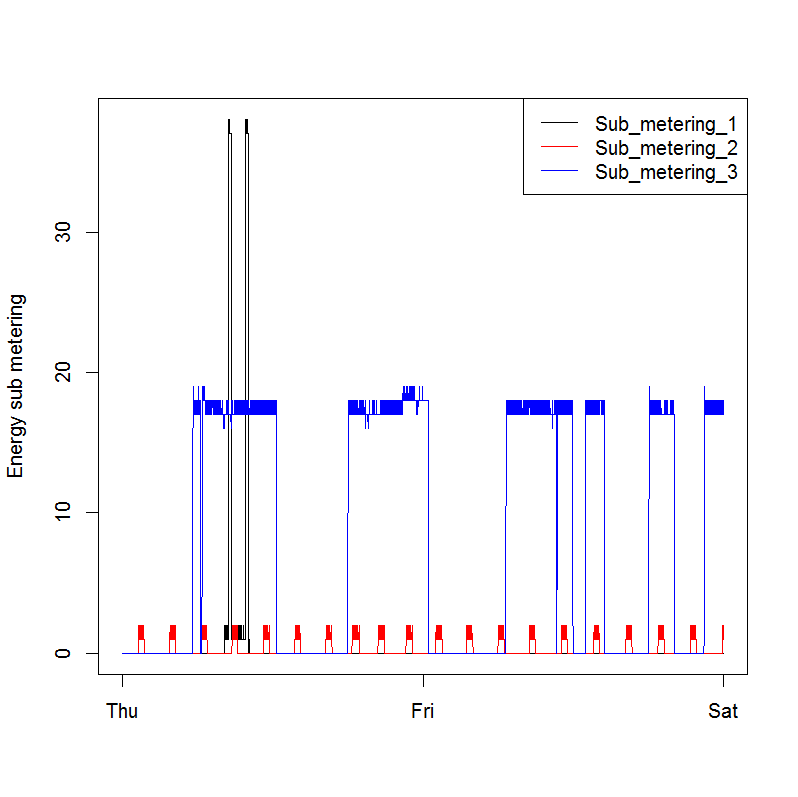 Sub_metering_1
Sub_metering_2
Sub_metering_3
Energy sub metering
30
20
10
0
Thu Fri Sat